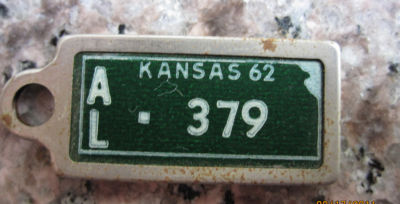 KANSAS 62
AL · 379